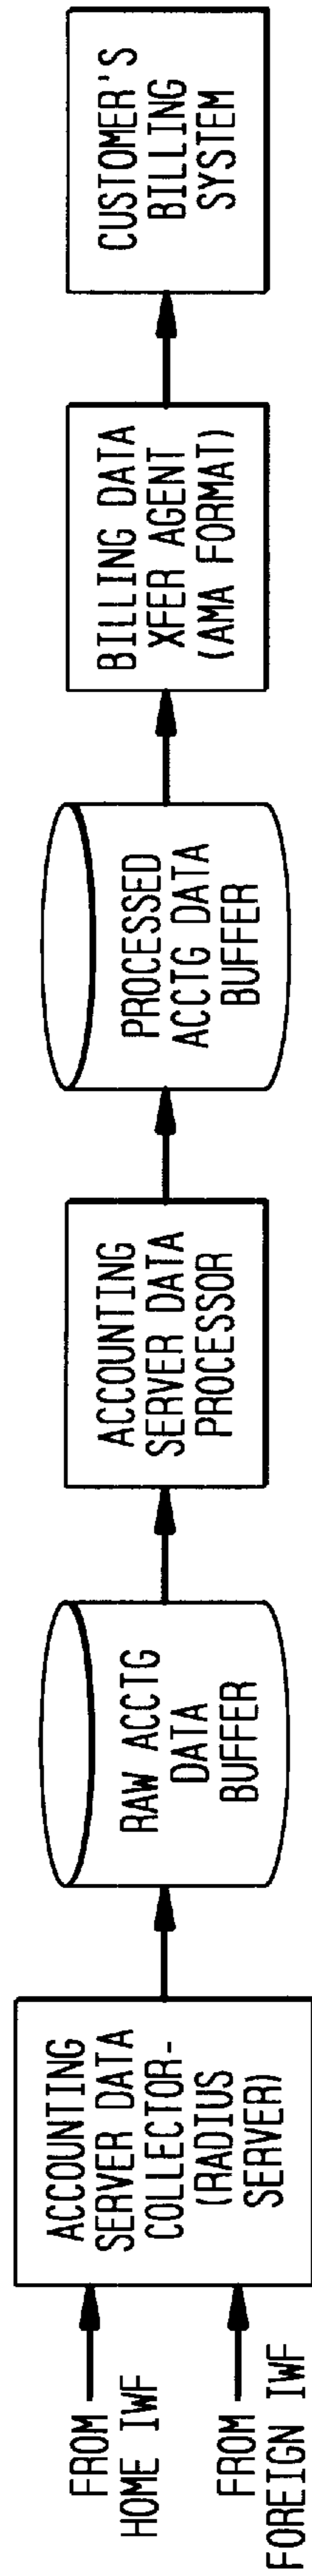 FROM
HOME IWF
FROM
FOREIGN IWF
ACCOUNTING
SERVER DATA
COLLECTOR-
(RADIUS
SERVER)
RAW ACCTG
DATA
BUFFER
ACCOUNTING
SERVER DATA
PROCESSOR
PROCESSED
ACCTG DATA
BUFFER
BILLING DATA
XFER AGENT
(AMA FORMAT)
CUSTOMER'S
BILLING
SYSTEM